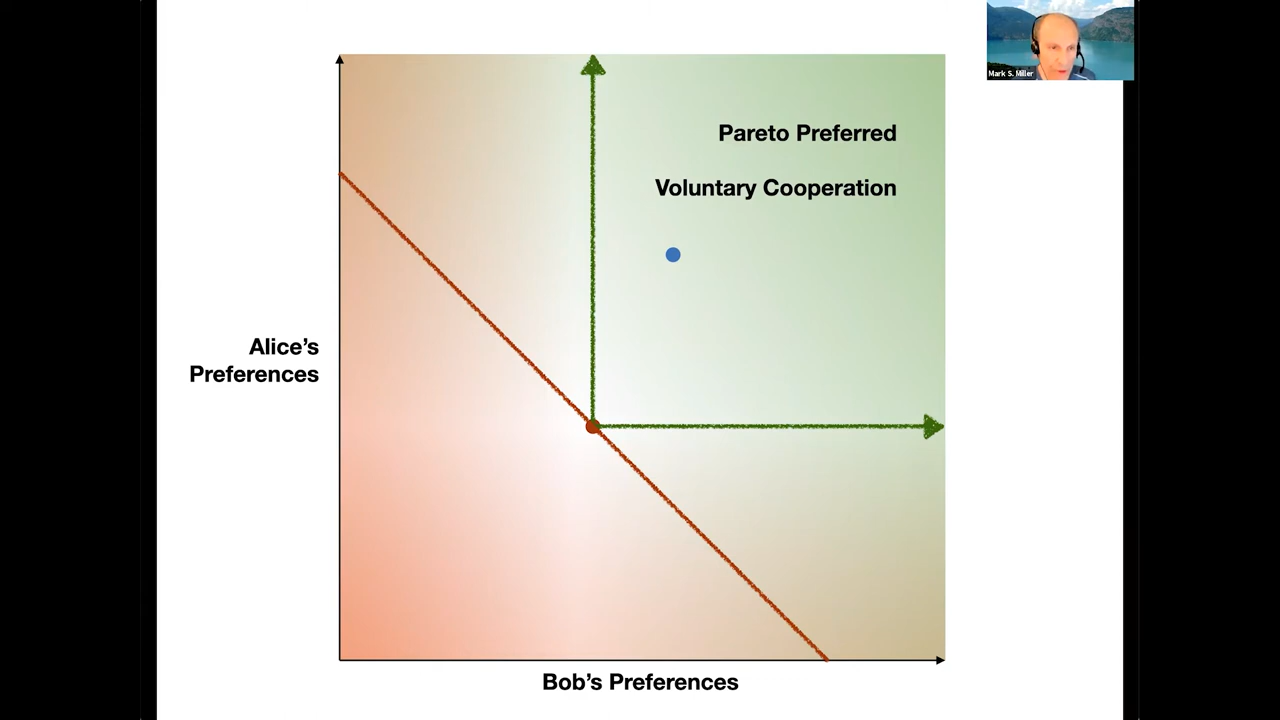 Mark S. Miller
Pareto Preferred
Voluntary Cooperation
Alice’s
Preferences
Bob’s Preferences